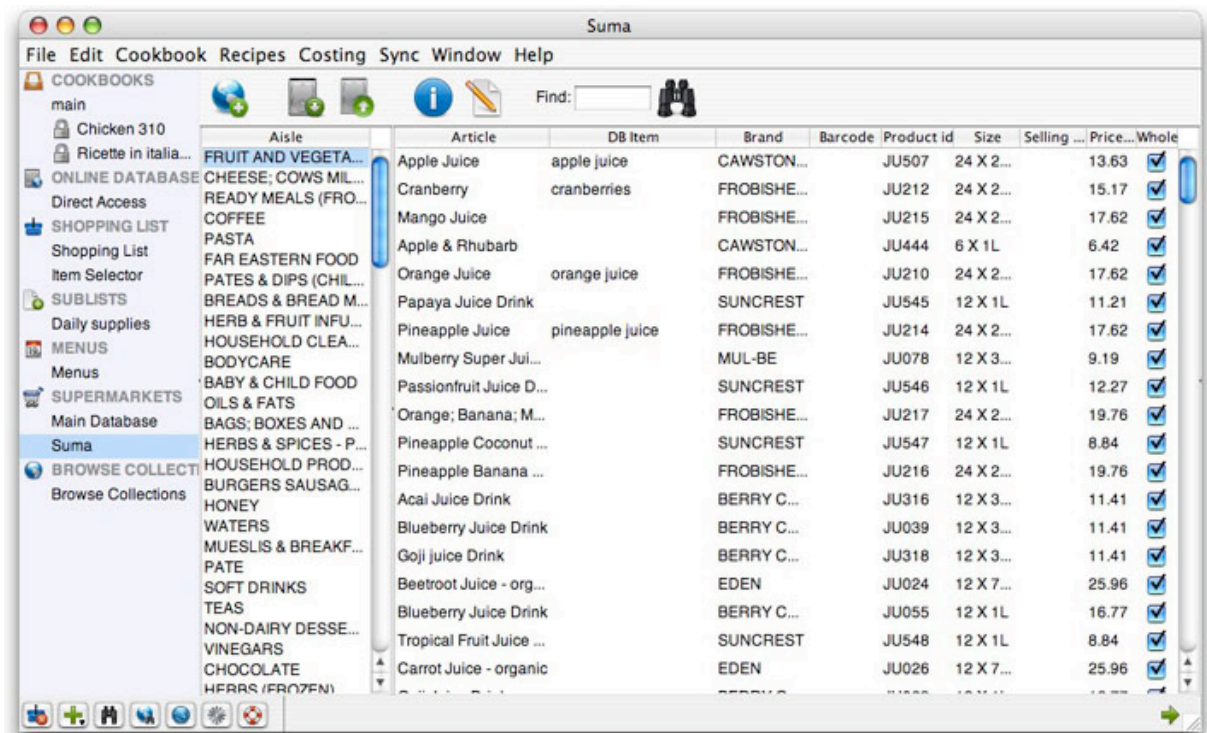 Suma
File Edit Cookbook Recipes Costing Sync Window Help
COOKBOOKS
main
Chicken 310
Ricette in italia...
ONLINE DATABASE
Direct Access
SHOPPING LIST
Shopping List
Item Selector
SUBLISTS
Daily supplies
MENUS
Menus
SUPERMARKETS
Main Database
Suma
BROWSE COLLECTI
Browse Collections
Find:
Aisle
FRUIT AND VEGETA...
CHEESE; COWS MIL...
READY MEALS (FRO...
COFFEE
PASTA
FAR EASTERN FOOD
PATES & DIPS (CHIL...
BREADS & BREAD M...
HERB & FRUIT INFU...
HOUSEHOLD CLEA...
BODYCARE
BABY & CHILD FOOD
OILS & FATS
BAGS; BOXES AND ...
HERBS & SPICES - P...
HOUSEHOLD PROD...
BURGERS SAUSAG...
HONEY
WATERS
MUESLIS & BREAKF...
PATE
SOFT DRINKS
TEAS
NON-DAIRY DESSE...
VINEGARS
CHOCOLATE
HERBS (FROZEN)
Article DB Item Brand Barcode Product id Size Selling ... Price... Whole
Apple Juice apple juice CAWSTON... JU507 24 X 2... 13.63
Cranberry cranberries FROBISHE... JU212 24 X 2... 15.17
Mango Juice FROBISHE... JU215 24 X 2... 17.62
Apple & Rhubarb CAWSTON... JU444 6 X 1L 6.42
Orange Juice orange juice FROBISHE... JU210 24 X 2... 17.62
Papaya Juice Drink SUNCREST JU545 12 X 1L 11.21
Pineapple Juice pineapple juice FROBISHE... JU214 24 X 2... 17.62
Mulberry Super Jui... MUL-BE JU078 12 X 3... 9.19
Passionfruit Juice D... SUNCREST JU546 12 X 1L 12.27
Orange; Banana; M... FROBISHE... JU217 24 X 2... 19.76
Pineapple Coconut ... SUNCREST JU547 12 X 1L 8.84
Pineapple Banana ... FROBISHE... JU216 24 X 2... 19.76
Acai Juice Drink BERRY C... JU316 12 X 3... 11.41
Blueberry Juice Drink BERRY C... JU039 12 X 3... 11.41
Goji juice Drink BERRY C... JU318 12 X 3... 11.41
Beetroot Juice - org... EDEN JU024 12 X 7... 25.96
Blueberry Juice Drink BERRY C... JU055 12 X 1L 16.77
Tropical Fruit Juice ... SUNCREST JU548 12 X 1L 8.84
Carrot Juice - organic EDEN JU026 12 X 7... 25.96